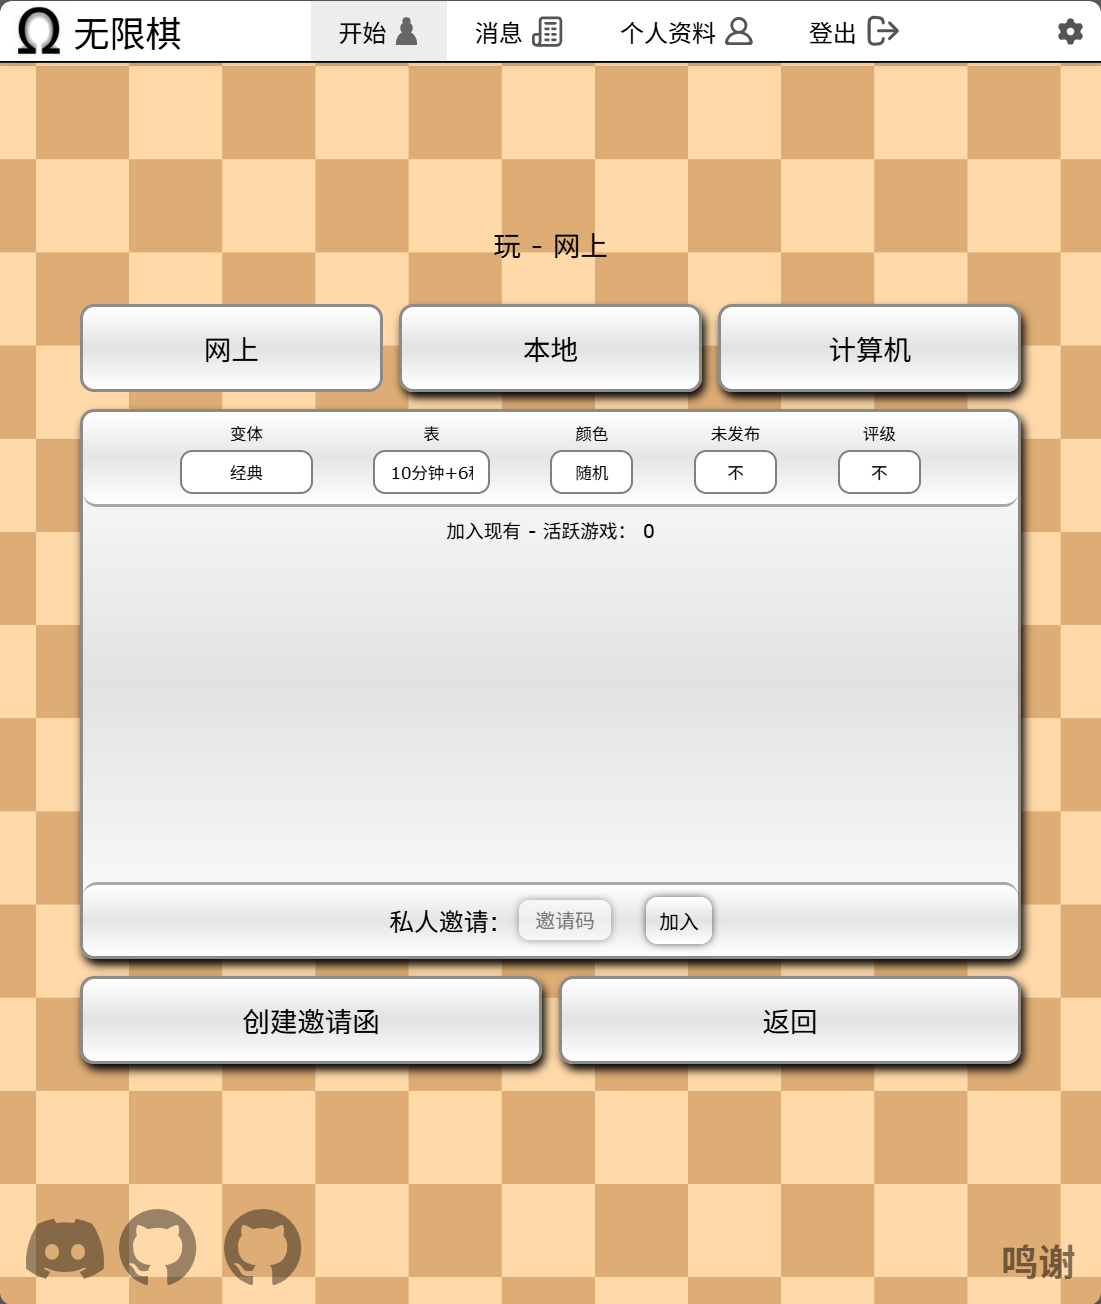 无限棋 开始 消息 个人资料 登出
玩 - 网上
网上 本地 计算机
变体 表 颜色 未发布 评级
经典 10分钟+6 随机 不 不
加入现有 - 活跃游戏： 0
私人邀请： 邀请码 加入
创建邀请函 返回
鸣谢